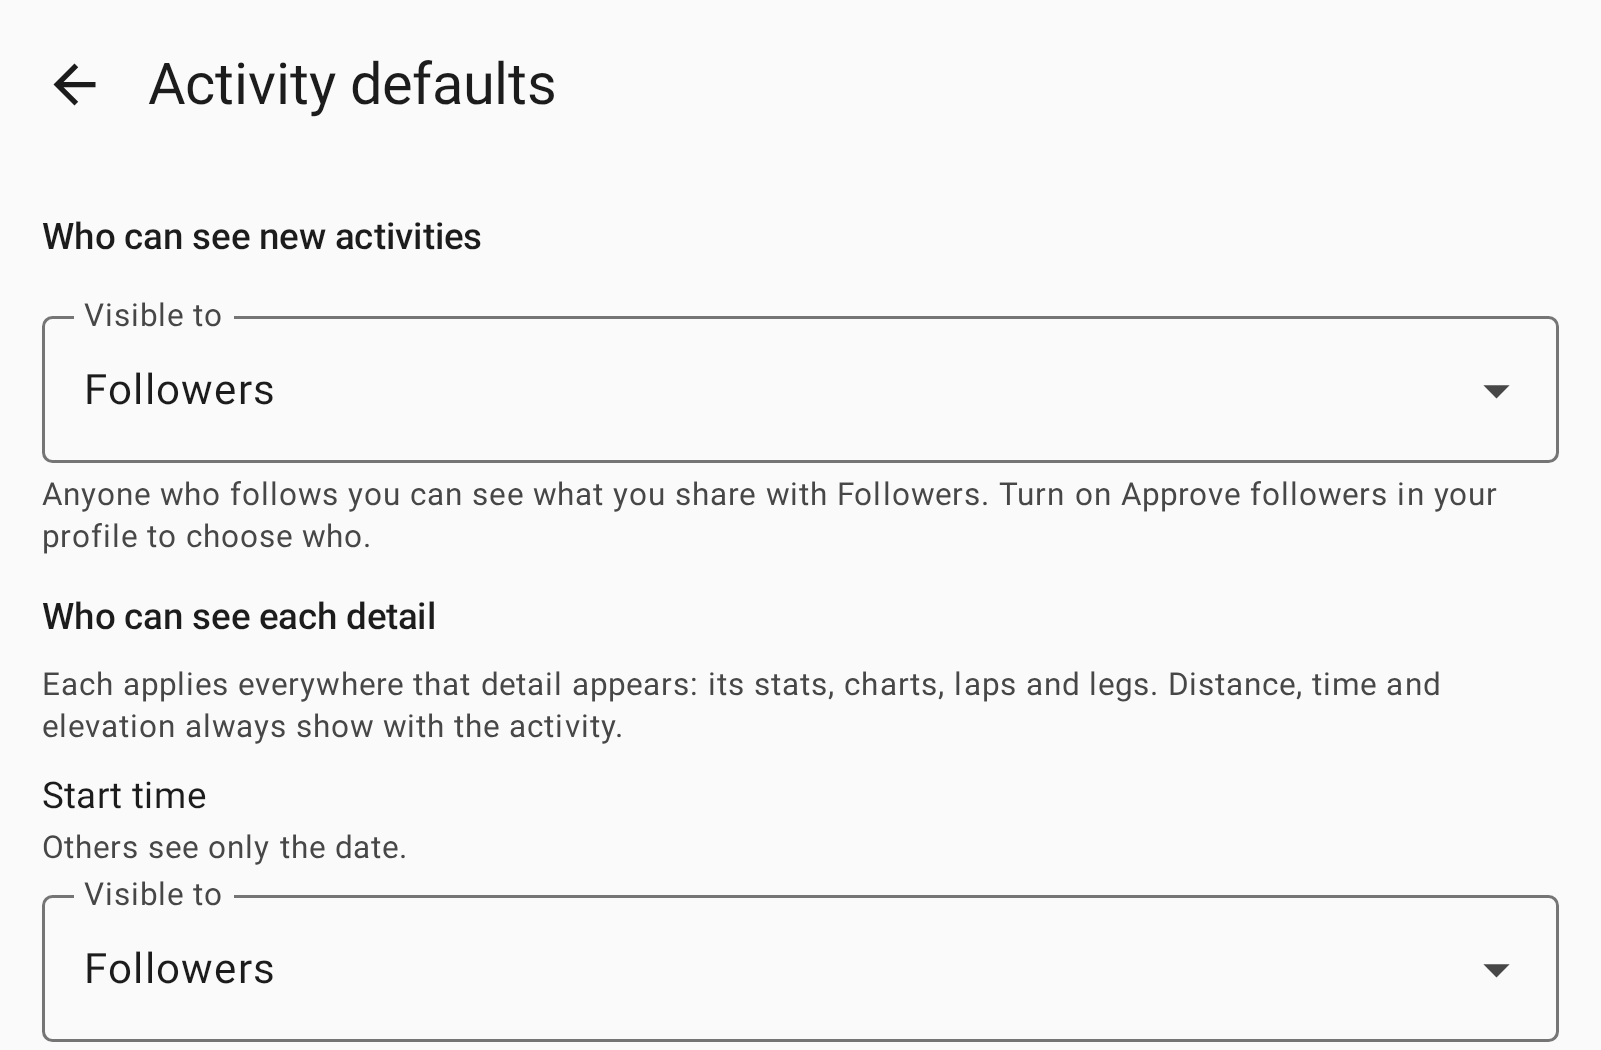 Activity defaults
Who can see new activities
Visible to
Followers
Anyone who follows you can see what you share with Followers. Turn on Approve followers in your
profile to choose who.
Who can see each detail
Each applies everywhere that detail appears: its stats, charts, laps and legs. Distance, time and
elevation always show with the activity.
Start time
Others see only the date.
Visible to
Followers